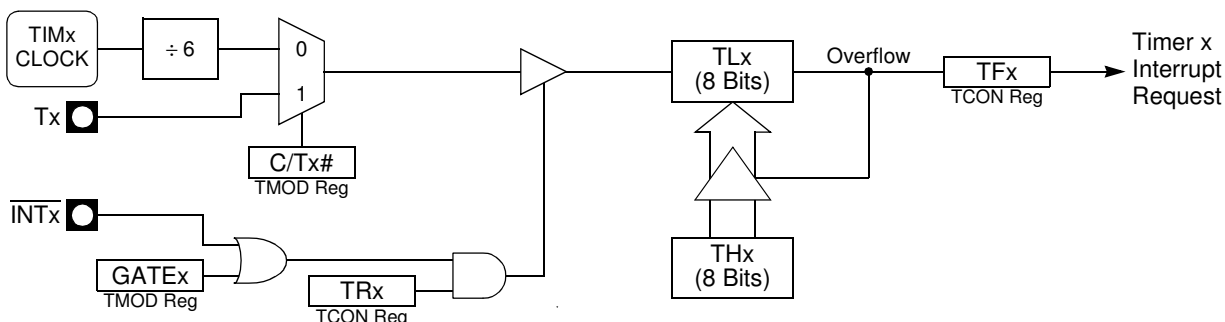 TIMx
CLOCK
÷ 6
0
1
Tx
C/Tx#
TMOD Reg
INTx
GATEx
TMOD Reg
TRx
TCON Reg
TLx
(8 Bits)
Overflow
TFx
TCON Reg
Timer x
Interrupt
Request
THx
(8 Bits)